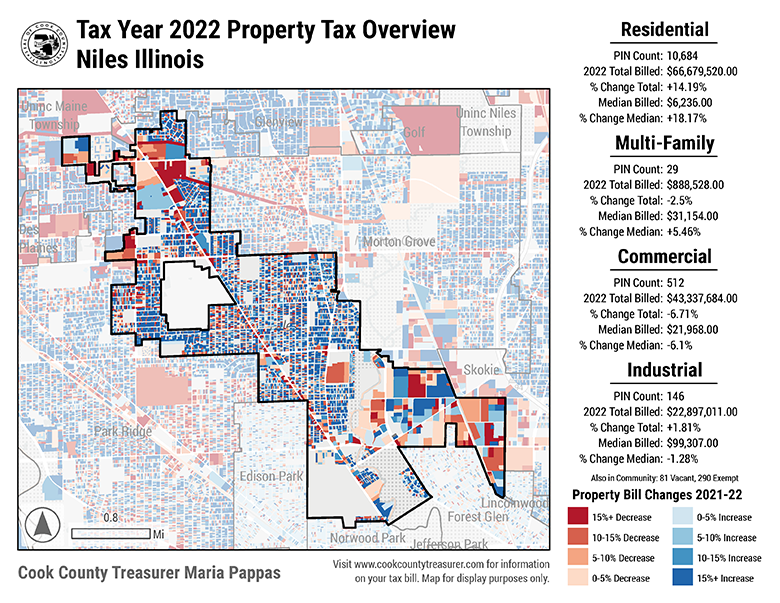 Tax Year 2022 Property Tax Overview
Niles Illinois
Residential
PIN Count: 10,684
2022 Total Billed: $66,679,520.00
% Change Total: +14.19%
Median Billed: $6,236.00
% Change Median: +18.17%
Multi-Family
PIN Count: 29
2022 Total Billed: $888,528.00
% Change Total: -2.5%
Median Billed: $31,154.00
% Change Median: +5.46%
Commercial
PIN Count: 512
2022 Total Billed: $43,337,684.00
% Change Total: -6.71%
Median Billed: $21,968.00
% Change Median: -6.1%
Industrial
PIN Count: 146
2022 Total Billed: $22,897,011.00
% Change Total: +1.81%
Median Billed: $99,307.00
% Change Median: -1.28%
Also in Community: 81 Vacant, 290 Exempt
Property Bill Changes 2021-22
15%+ Decrease
10-15% Decrease
5-10% Decrease
0-5% Decrease
0-5% Increase
5-10% Increase
10-15% Increase
15%+ Increase
Uninc Maine
Township
Glenview
Golf
Uninc Niles
Township
Des
Plaines
Morton Grove
Skokie
Park Ridge
Edison Park
Lincolnwood
Forest Glen
Norwood Park
Jefferson Park
0.8
Mi
Cook County Treasurer Maria Pappas
Visit www.cookcountytreasurer.com for information
on your tax bill. Map for display purposes only.